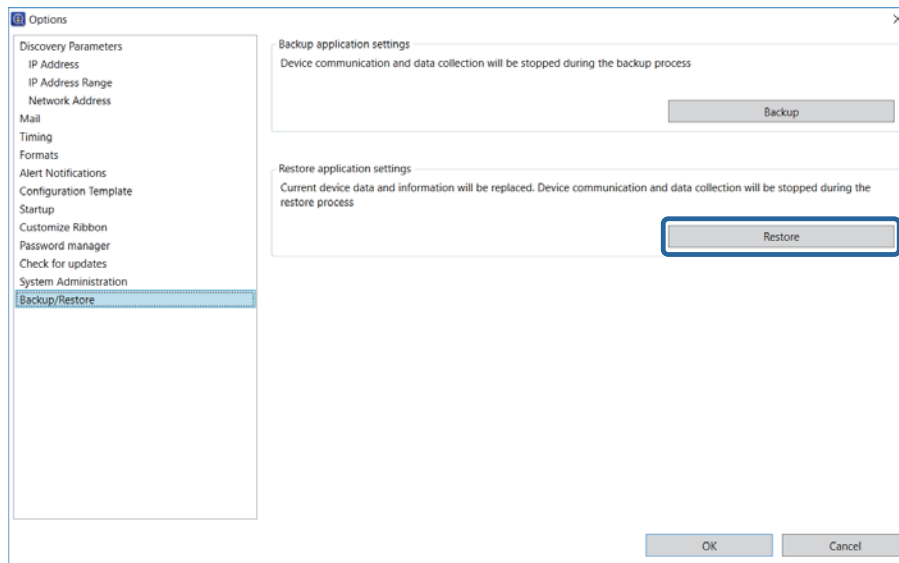 Options
Discovery Parameters
IP Address
IP Address Range
Network Address
Mail
Timing
Formats
Alert Notifications
Configuration Template
Startup
Customize Ribbon
Password manager
Check for updates
System Administration
Backup/Restore
Backup application settings
Device communication and data collection will be stopped during the backup process
Backup
Restore application settings
Current device data and information will be replaced. Device communication and data collection will be stopped during the
restore process
Restore
OK
Cancel